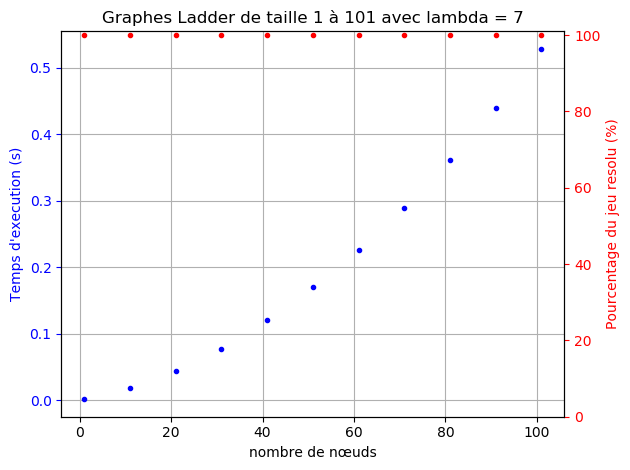 Graphes Ladder de taille 1 à 101 avec lambda = 7
Temps d'execution (s)
0.5
0.4
0.3
0.2
0.1
0.0
0 20 40 60 80 100
nombre de nœuds
100
80
60
40
20
0
Pourcentage du jeu resolu (%)